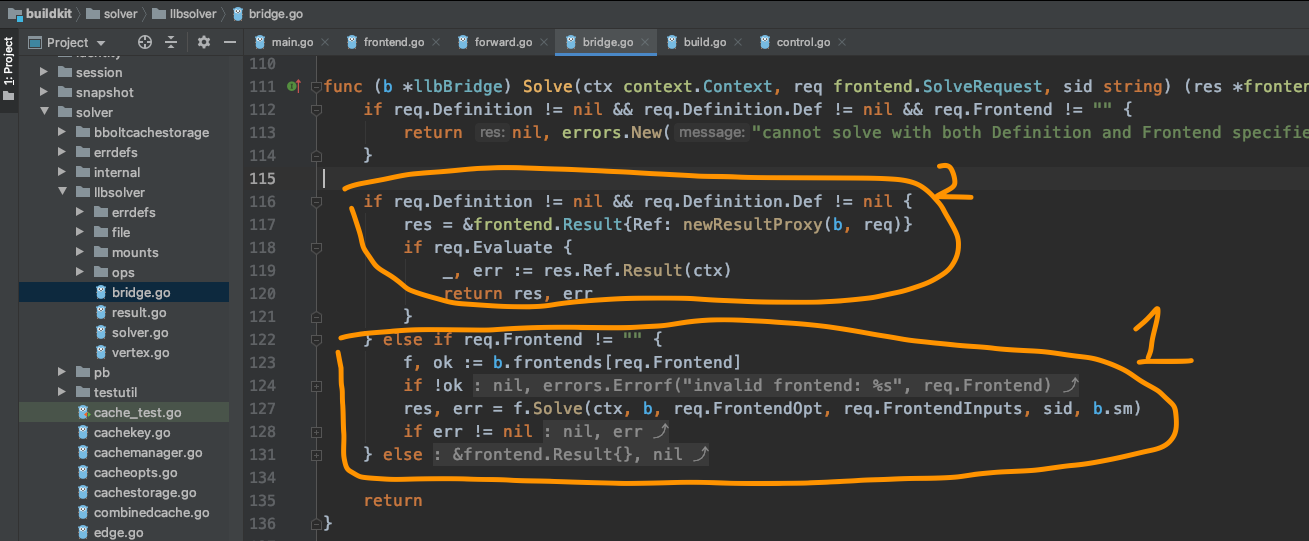 buildkit solver llbsolver bridge.go
1: Project
Project
main.go frontend.go forward.go bridge.go build.go control.go
session
snapshot
solver
bboltcachestorage
errdefs
internal
llbsolver
errdefs
file
mounts
ops
bridge.go
result.go
solver.go
vertex.go
pb
testutil
cache_test.go
cachekey.go
cachemanager.go
cacheopts.go
cachestorage.go
combinedcache.go
edge.go
110
111 func (b *llbBridge) Solve(ctx context.Context, req frontend.SolveRequest, sid string) (res *fronten
112 if req.Definition != nil && req.Definition.Def != nil && req.Frontend != "" {
113 return res: nil, errors.New( message: "cannot solve with both Definition and Frontend specifie
114 }
115
116 if req.Definition != nil && req.Definition.Def != nil {
117 res = &frontend.Result{Ref: newResultProxy(b, req)}
118 if req.Evaluate {
119 _, err := res.Ref.Result(ctx)
120 return res, err
121 }
122 } else if req.Frontend != "" {
123 f, ok := b.frontends[req.Frontend]
124 if !ok : nil, errors.Errorf("invalid frontend: %s", req.Frontend) ⤴
127 res, err = f.Solve(ctx, b, req.FrontendOpt, req.FrontendInputs, sid, b.sm)
128 if err != nil : nil, err ⤴
131 } else : &frontend.Result{}, nil ⤴
134
135 return
136 }
2
1